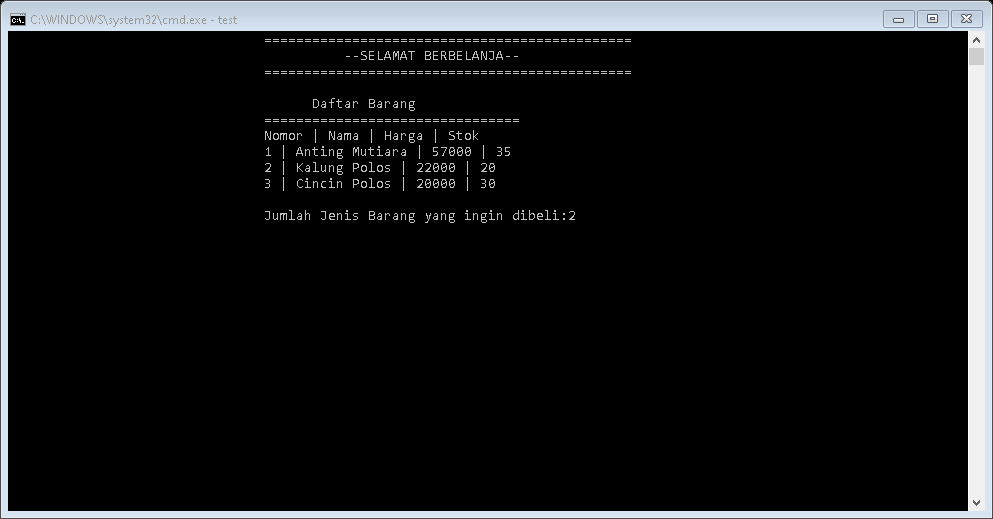 C:\WINDOWS\system32\cmd.exe - test
==============================================
--SELAMAT BERBELANJA--
==============================================
Daftar Barang
================================
Nomor | Nama | Harga | Stok
1 | Anting Mutiara | 57000 | 35
2 | Kalung Polos | 22000 | 20
3 | Cincin Polos | 20000 | 30
Jumlah Jenis Barang yang ingin dibeli:2